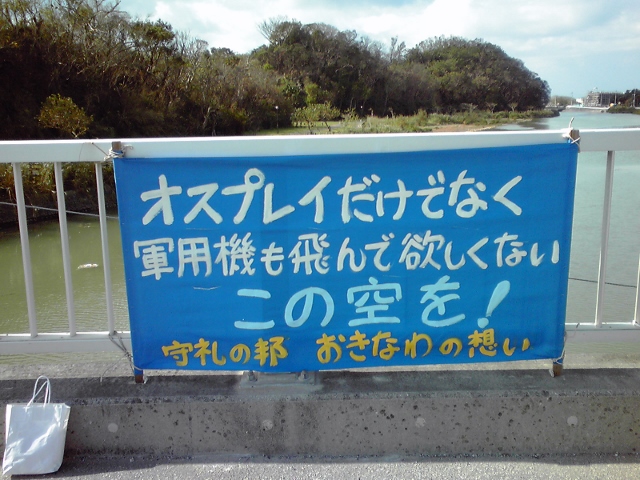 オスプレイだけでなく
軍用機も飛んで欲しくない
この空を!
守礼の邦 おきなわの想い